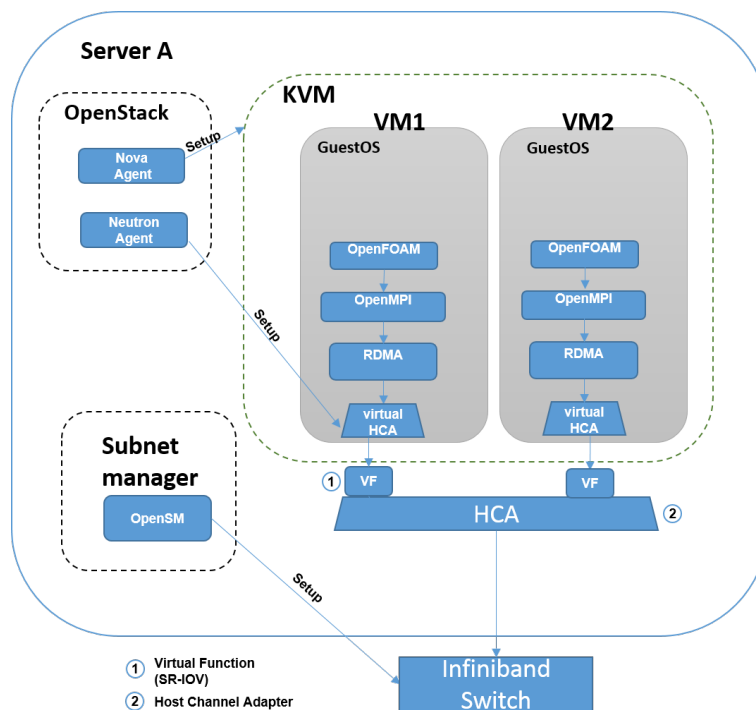 Server A
OpenStack
Nova
Agent
Neutron
Agent
Setup
KVM
VM1
GuestOS
OpenFOAM
OpenMPI
RDMA
virtual
HCA
VM2
GuestOS
OpenFOAM
OpenMPI
RDMA
virtual
HCA
Setup
Subnet
manager
OpenSM
1
VF
VF
HCA
2
Setup
Infiniband
Switch
1 Virtual Function
(SR-IOV)
2 Host Channel Adapter